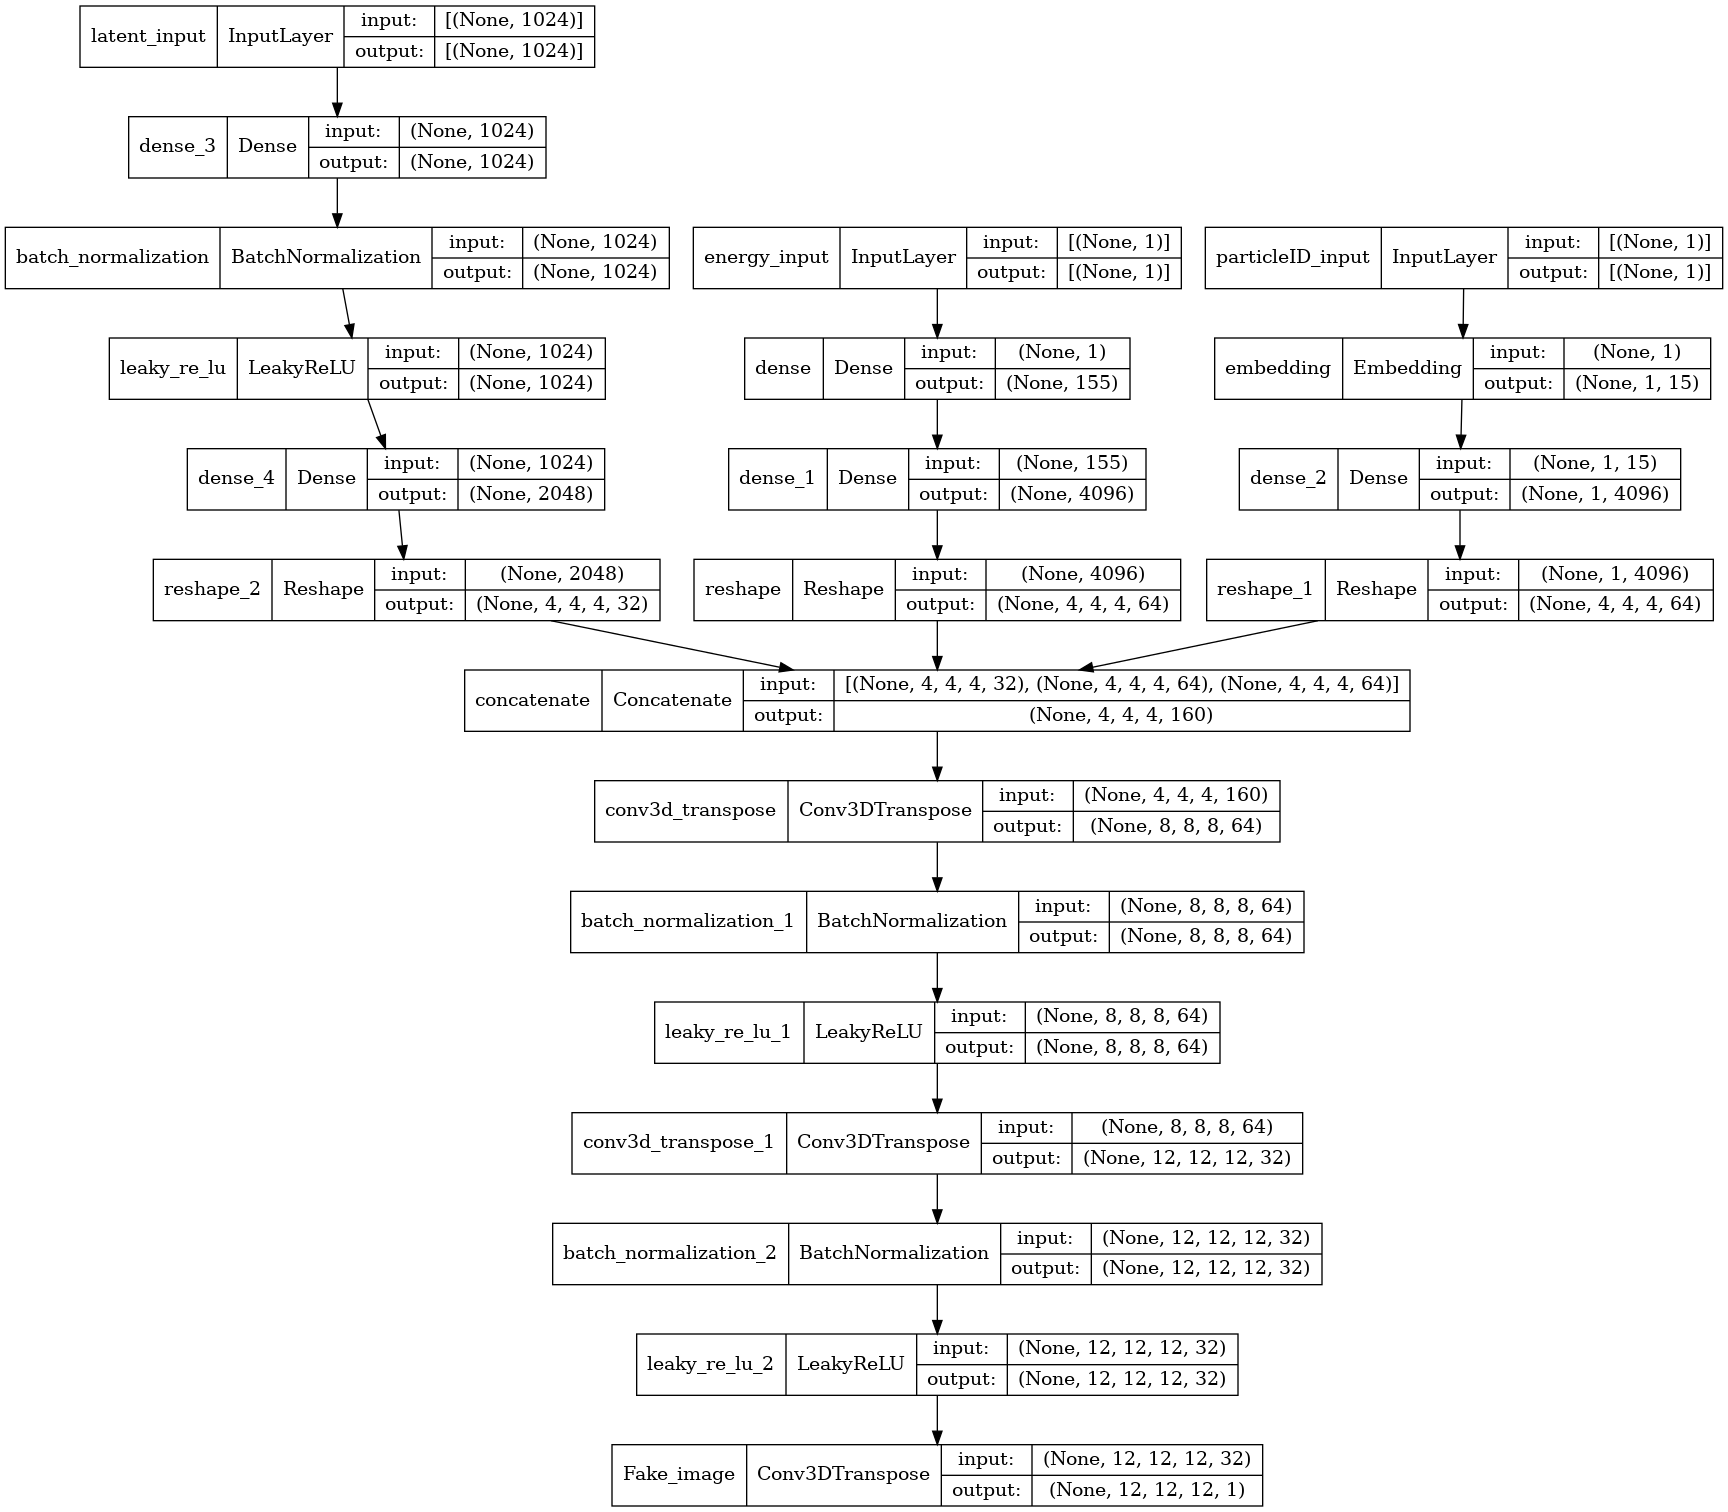 latent_input InputLayer input: [(None, 1024)]
output: [(None, 1024)]
dense_3 Dense input: (None, 1024)
output: (None, 1024)
batch_normalization BatchNormalization input: (None, 1024)
output: (None, 1024)
energy_input InputLayer input: [(None, 1)]
output: [(None, 1)]
particleID_input InputLayer input: [(None, 1)]
output: [(None, 1)]
leaky_re_lu LeakyReLU input: (None, 1024)
output: (None, 1024)
dense Dense input: (None, 1)
output: (None, 155)
embedding Embedding input: (None, 1)
output: (None, 1, 15)
dense_4 Dense input: (None, 1024)
output: (None, 2048)
dense_1 Dense input: (None, 155)
output: (None, 4096)
dense_2 Dense input: (None, 1, 15)
output: (None, 1, 4096)
reshape_2 Reshape input: (None, 2048)
output: (None, 4, 4, 4, 32)
reshape Reshape input: (None, 4096)
output: (None, 4, 4, 4, 64)
reshape_1 Reshape input: (None, 1, 4096)
output: (None, 4, 4, 4, 64)
concatenate Concatenate input: [(None, 4, 4, 4, 32), (None, 4, 4, 4, 64), (None, 4, 4, 4, 64)]
output: (None, 4, 4, 4, 160)
conv3d_transpose Conv3DTranspose input: (None, 4, 4, 4, 160)
output: (None, 8, 8, 8, 64)
batch_normalization_1 BatchNormalization input: (None, 8, 8, 8, 64)
output: (None, 8, 8, 8, 64)
leaky_re_lu_1 LeakyReLU input: (None, 8, 8, 8, 64)
output: (None, 8, 8, 8, 64)
conv3d_transpose_1 Conv3DTranspose input: (None, 8, 8, 8, 64)
output: (None, 12, 12, 12, 32)
batch_normalization_2 BatchNormalization input: (None, 12, 12, 12, 32)
output: (None, 12, 12, 12, 32)
leaky_re_lu_2 LeakyReLU input: (None, 12, 12, 12, 32)
output: (None, 12, 12, 12, 32)
Fake_image Conv3DTranspose input: (None, 12, 12, 12, 32)
output: (None, 12, 12, 12, 1)